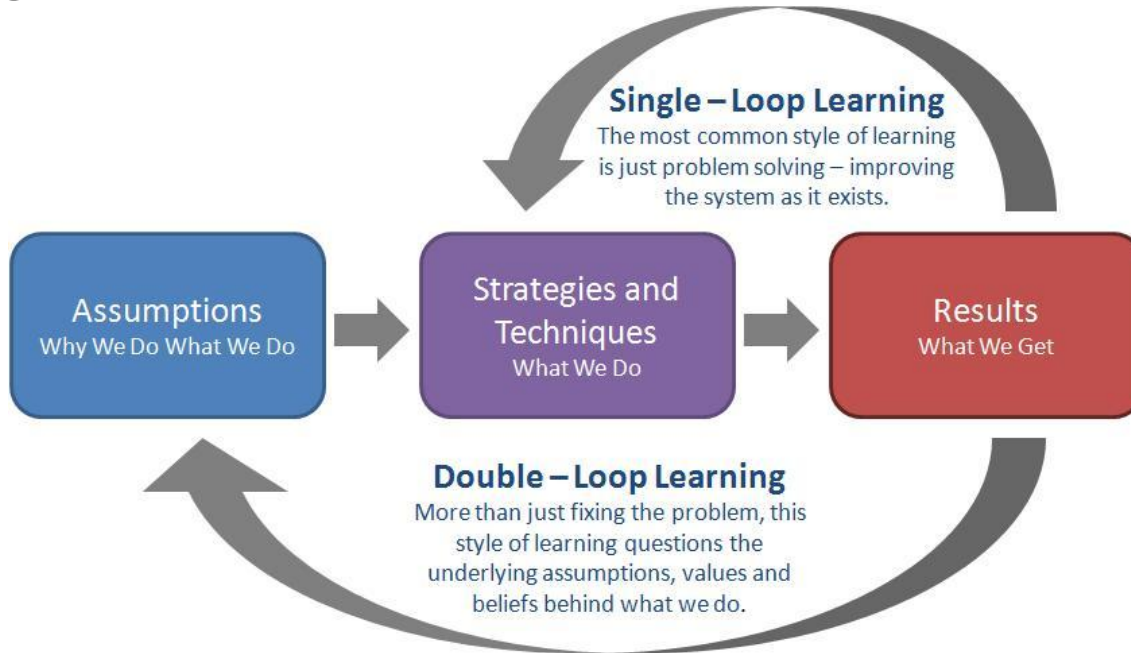 Single – Loop Learning
The most common style of learning
is just problem solving – improving
the system as it exists.
Assumptions
Why We Do What We Do
Strategies and
Techniques
What We Do
Results
What We Get
Double – Loop Learning
More than just fixing the problem, this
style of learning questions the
underlying assumptions, values and
beliefs behind what we do.